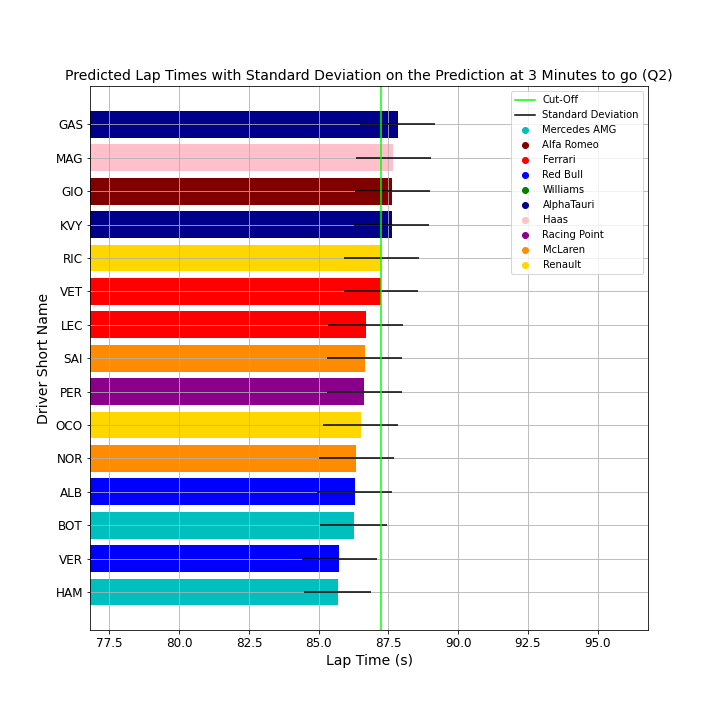 Predicted Lap Times with Standard Deviation on the Prediction at 3 Minutes to go (Q2)
Cut-Off
Standard Deviation
Mercedes AMG
Alfa Romeo
Ferrari
Red Bull
Williams
AlphaTauri
Haas
Racing Point
McLaren
Renault
Driver Short Name
GAS
MAG
GIO
KVY
RIC
VET
LEC
SAI
PER
OCO
NOR
ALB
BOT
VER
HAM
77.5 80.0 82.5 85.0 87.5 90.0 92.5 95.0
Lap Time (s)